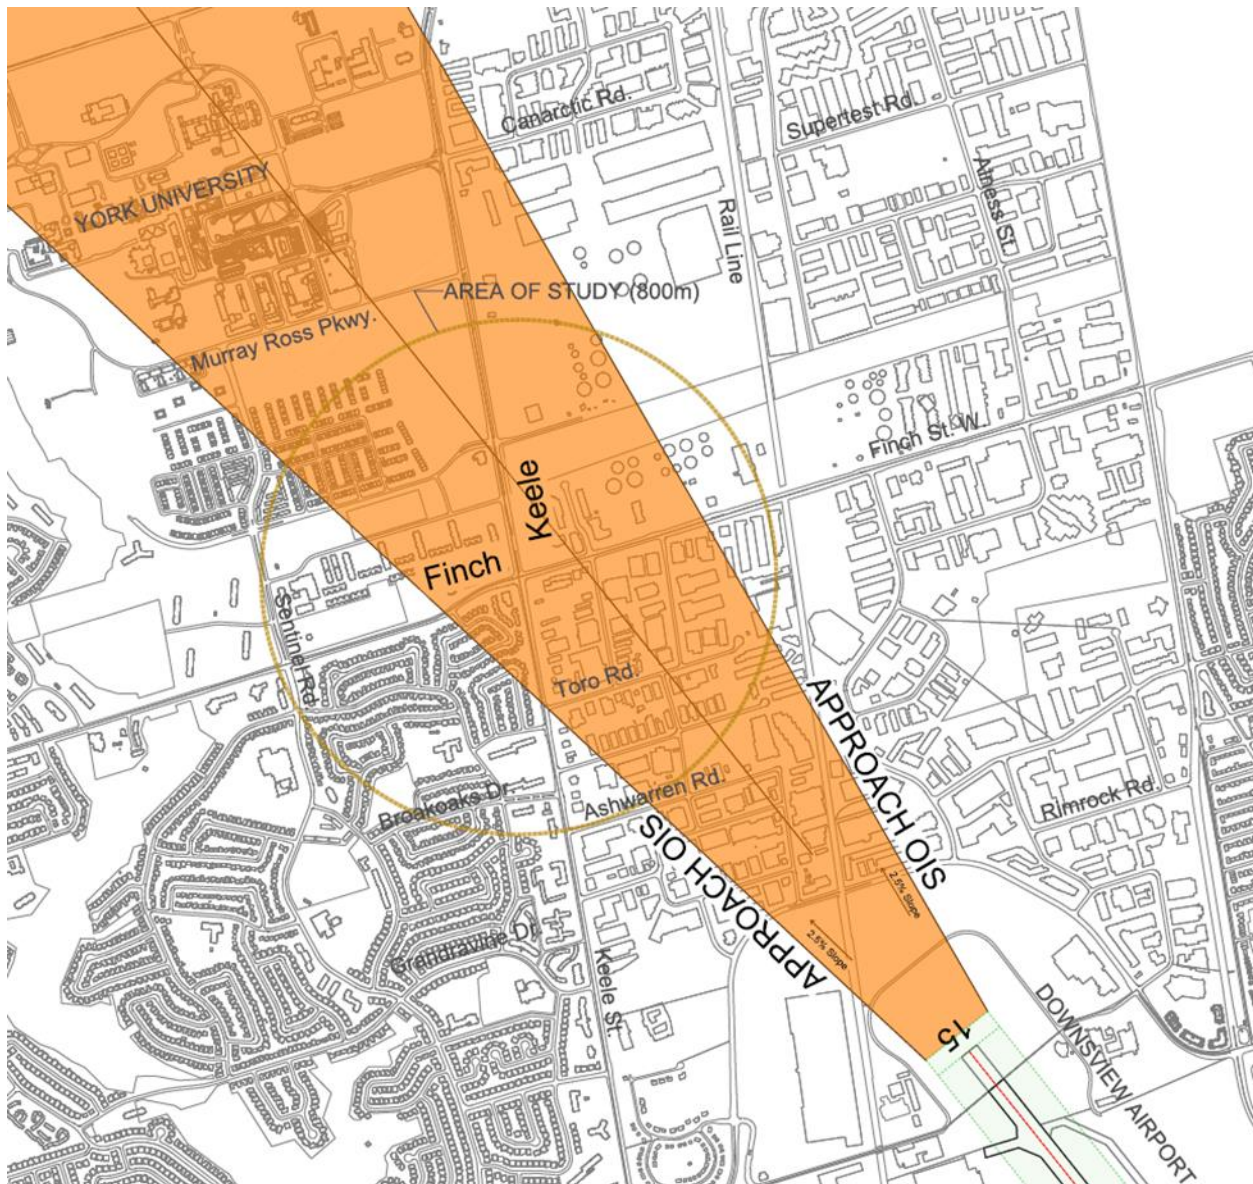 Canarctic Rd.
Supertest Rd.
Alness St.
YORK UNIVERSITY
Rail Line
AREA OF STUDY (800m)
Murray Ross Pkwy.
Finch St. W.
Keele
Finch
Sentinel Rd.
Toro Rd.
APPROACH OIS
Ashwarren Rd.
Broakoaks Dr.
Rimrock Rd.
APPROACH OIS
2.5% Slope
2.5% Slope
Grandravine Dr.
Keele St.
15
DOWNSVIEW AIRPORT